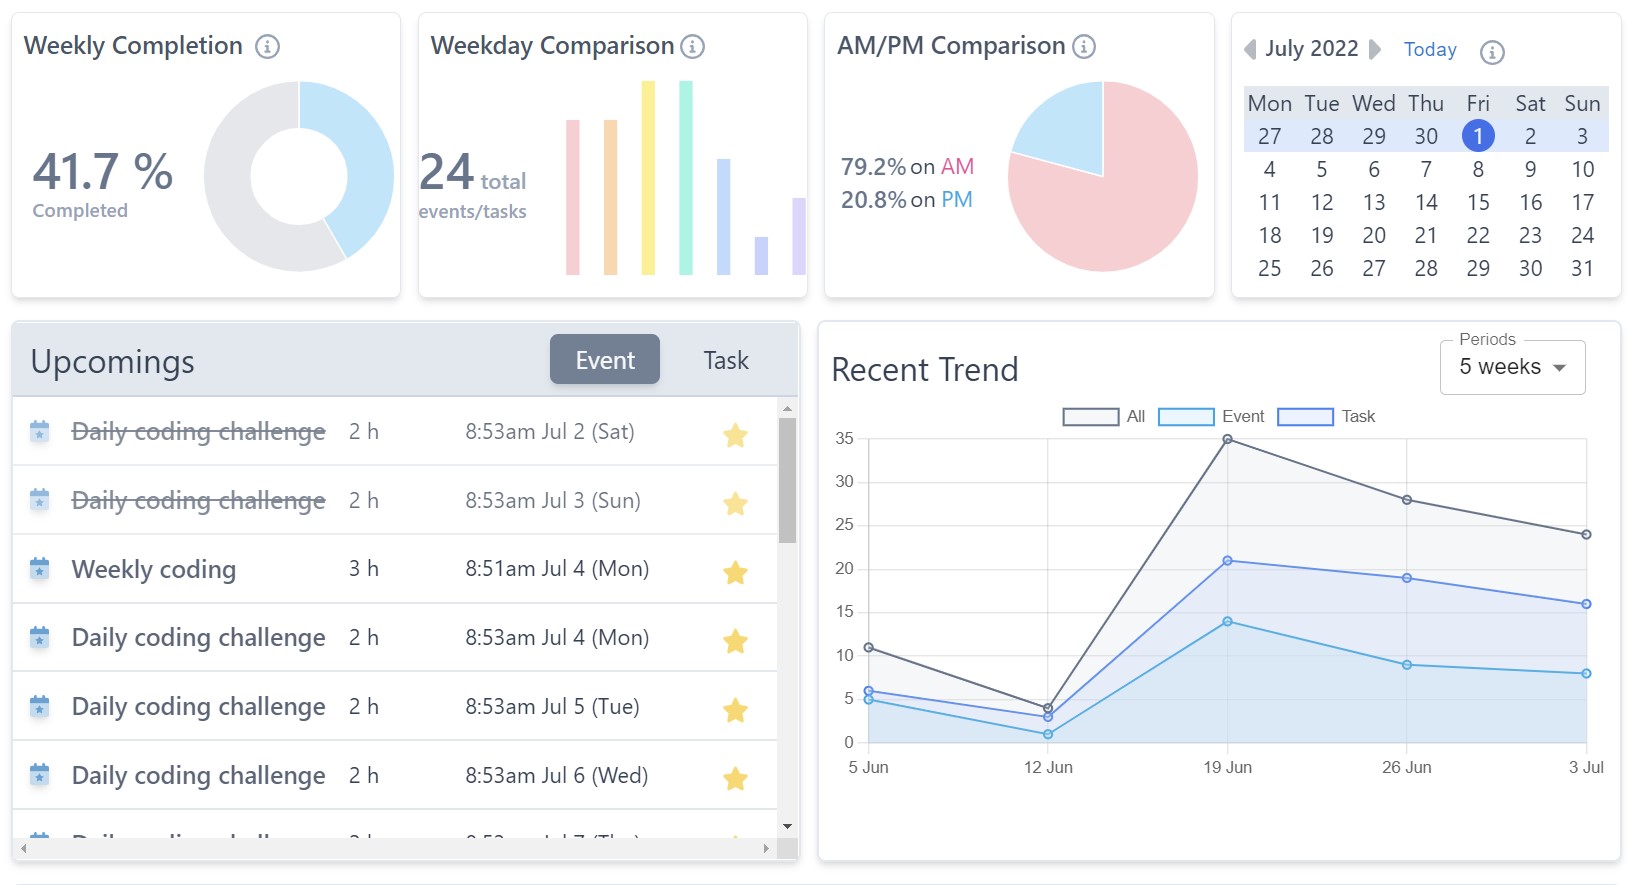 Weekly Completion
41.7 %
Completed
Weekday Comparison
24 total
events/tasks
AM/PM Comparison
79.2% on AM
20.8% on PM
July 2022 Today
Mon Tue Wed Thu Fri Sat Sun
27 28 29 30 1 2 3
4 5 6 7 8 9 10
11 12 13 14 15 16 17
18 19 20 21 22 23 24
25 26 27 28 29 30 31
Upcomings Event Task
Daily coding challenge 2 h 8:53am Jul 2 (Sat)
Daily coding challenge 2 h 8:53am Jul 3 (Sun)
Weekly coding 3 h 8:51am Jul 4 (Mon)
Daily coding challenge 2 h 8:53am Jul 4 (Mon)
Daily coding challenge 2 h 8:53am Jul 5 (Tue)
Daily coding challenge 2 h 8:53am Jul 6 (Wed)
Recent Trend
Periods
5 weeks
All Event Task
35
30
25
20
15
10
5
0
5 Jun 12 Jun 19 Jun 26 Jun 3 Jul